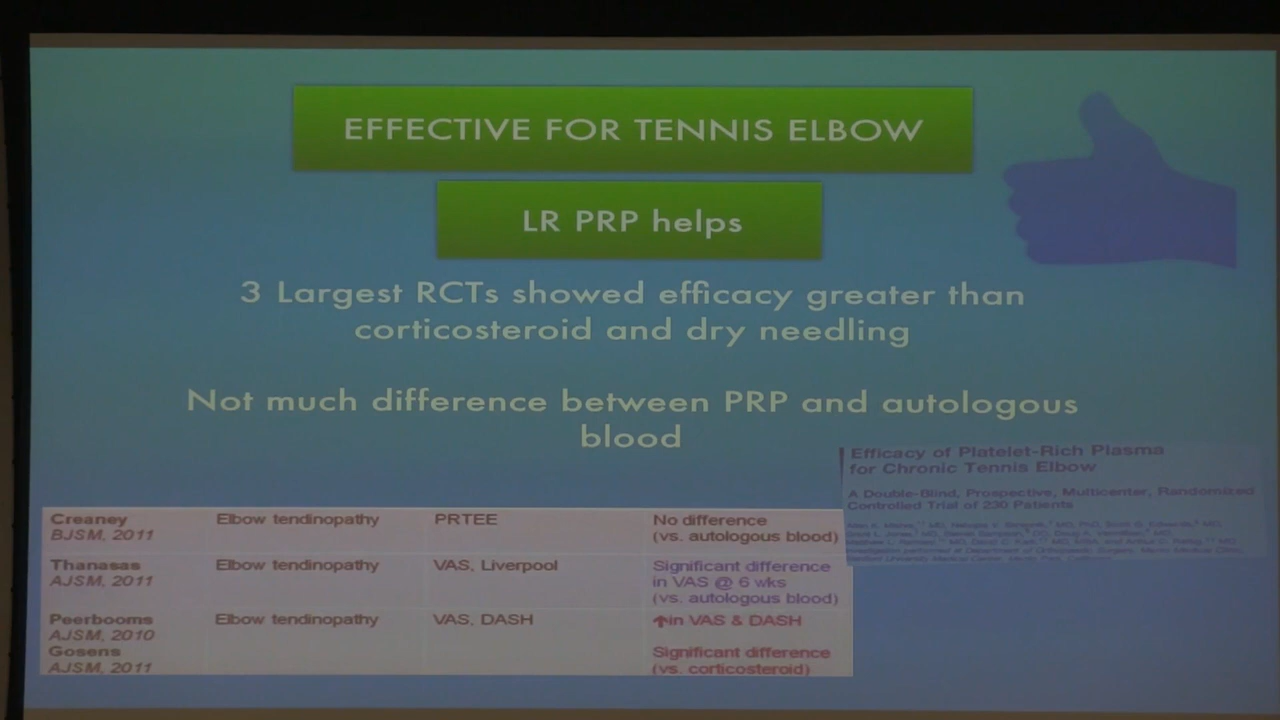 EFFECTIVE FOR TENNIS ELBOW
LR PRP helps
3 Largest RCTs showed efficacy greater than
corticosteroid and dry needling
Not much difference between PRP and autologous
blood
Efficacy of Platelet-Rich Plasma
for Chronic Tennis Elbow
A Double-Blind, Prospective, Multicenter, Randomized
Controlled Trial of 230 Patients
Creaney Elbow tendinopathy PRTEE No difference
BJSM, 2011 (vs. autologous blood)
Thanasas Elbow tendinopathy VAS, Liverpool Significant difference
AJSM, 2011 in VAS @ 6 wks
(vs. autologous blood)
Peerbooms Elbow tendinopathy VAS, DASH ↑in VAS & DASH
AJSM, 2010
Gosens Significant difference
AJSM, 2011 (vs. corticosteroid)